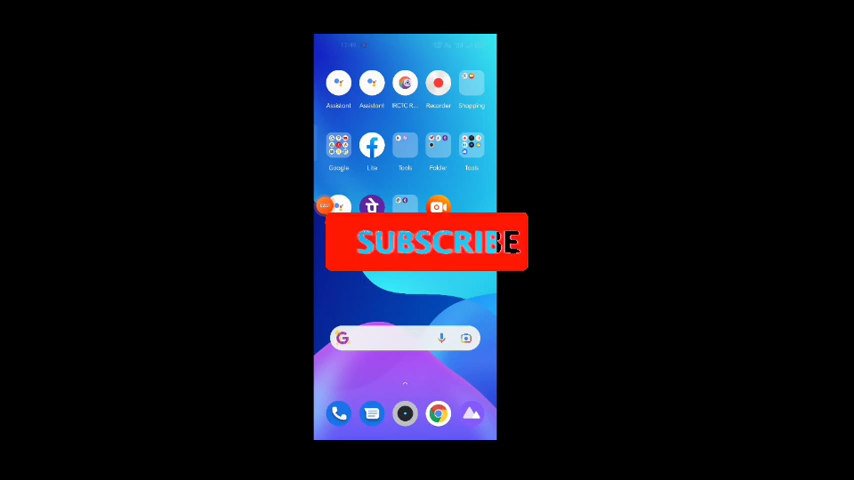 Assistant
Assistant
IRCTC R...
Recorder
Shopping
Google
Lite
Tools
Folder
Tools
SUBSCRIBE